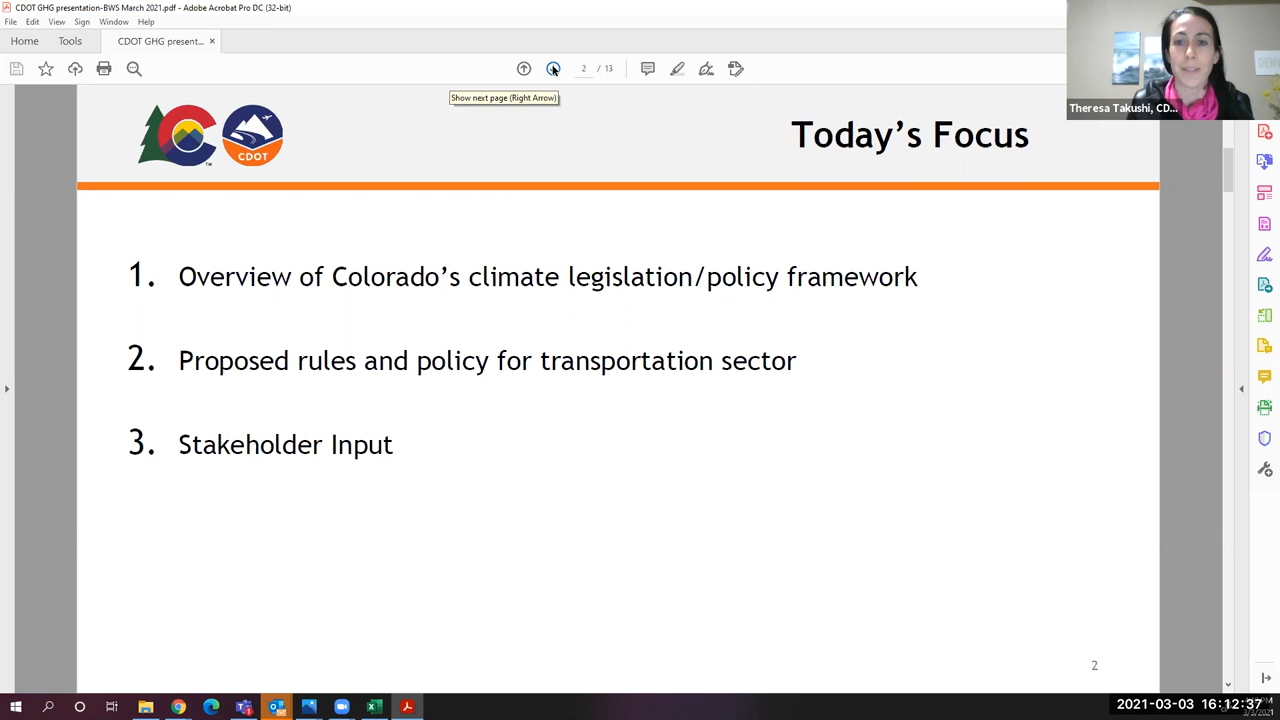 CDOT GHG presentation-BWS March 2021.pdf - Adobe Acrobat Pro DC (32-bit)
File Edit View Sign Window Help
Home Tools CDOT GHG present... ×
2 / 13
Show next page (Right Arrow)
Theresa Takushi, CD...
CDOT
TM
Today's Focus
1. Overview of Colorado's climate legislation/policy framework
2. Proposed rules and policy for transportation sector
3. Stakeholder Input
2
2021-03-03 16:12:37